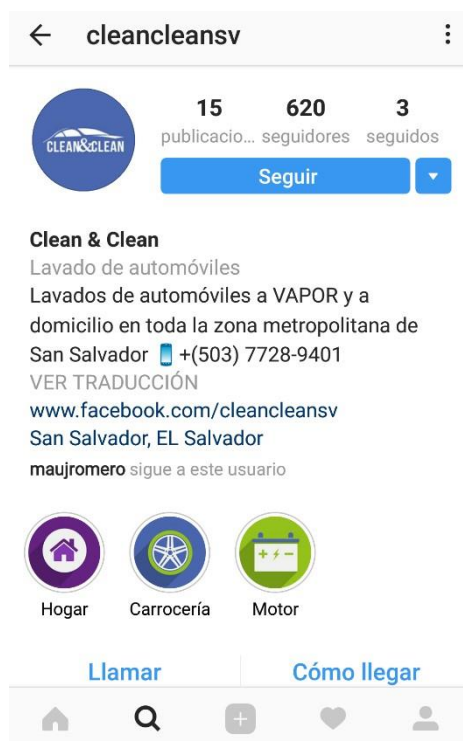 cleancleansv
CLEAN&CLEAN
15 620 3
publicacio... seguidores seguidos
Seguir
Clean & Clean
Lavado de automóviles
Lavados de automóviles a VAPOR y a
domicilio en toda la zona metropolitana de
San Salvador 📱+(503) 7728-9401
VER TRADUCCIÓN
www.facebook.com/cleancleansv
San Salvador, EL Salvador
maujromero sigue a este usuario
Hogar Carrocería Motor
Llamar Cómo llegar